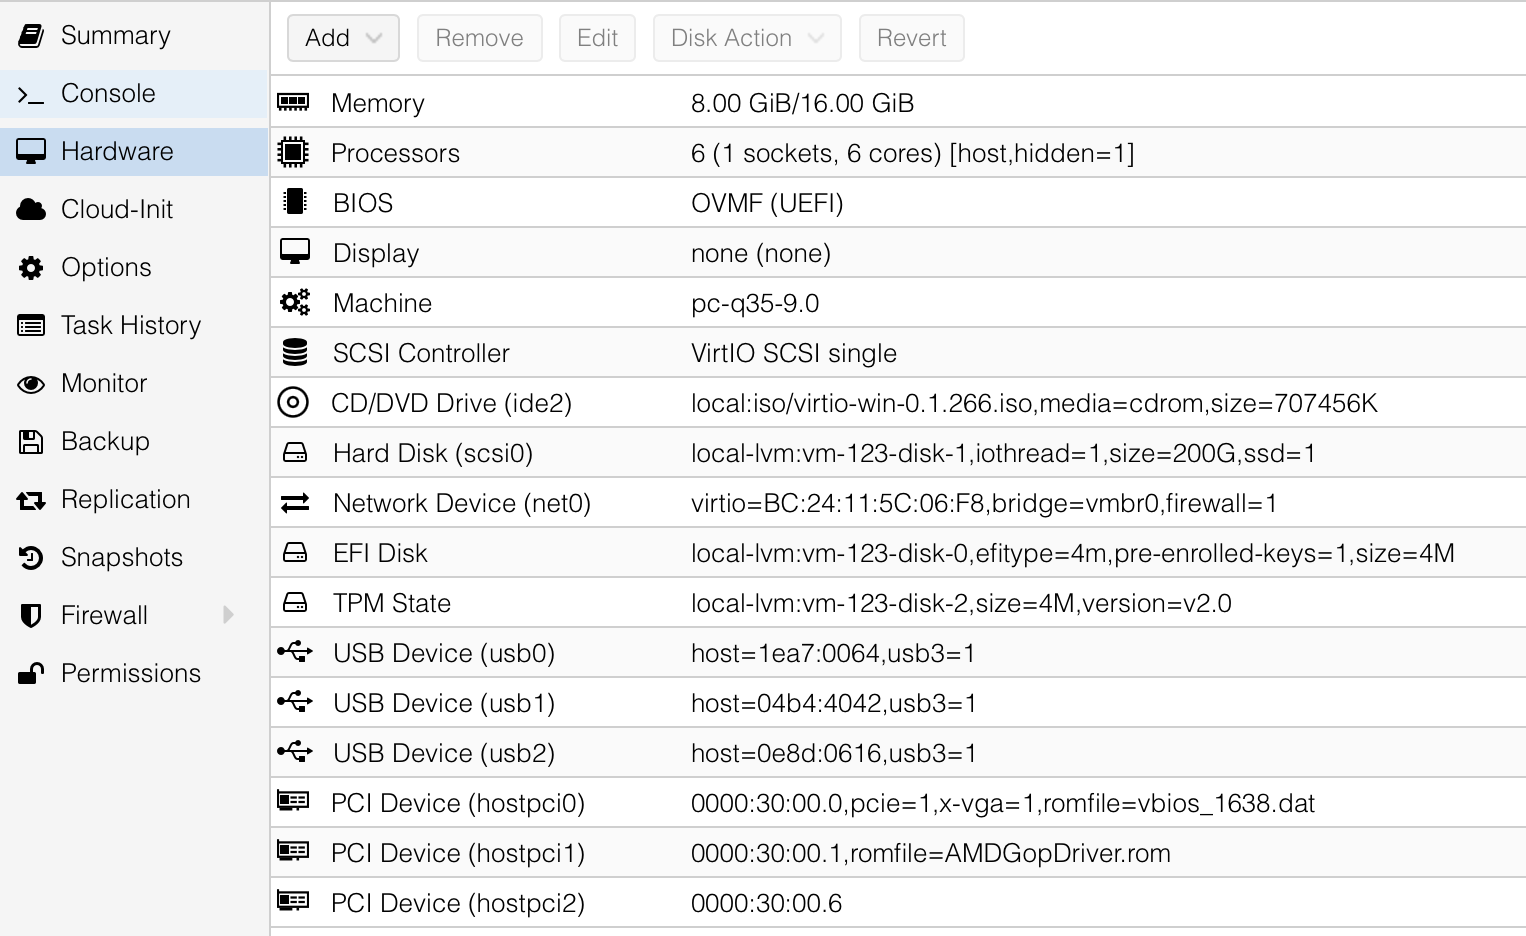 Summary
Console
Hardware
Cloud-Init
Options
Task History
Monitor
Backup
Replication
Snapshots
Firewall
Permissions
Add Remove Edit Disk Action Revert
Memory 8.00 GiB/16.00 GiB
Processors 6 (1 sockets, 6 cores) [host,hidden=1]
BIOS OVMF (UEFI)
Display none (none)
Machine pc-q35-9.0
SCSI Controller VirtIO SCSI single
CD/DVD Drive (ide2) local:iso/virtio-win-0.1.266.iso,media=cdrom,size=707456K
Hard Disk (scsi0) local-lvm:vm-123-disk-1,iothread=1,size=200G,ssd=1
Network Device (net0) virtio=BC:24:11:5C:06:F8,bridge=vmbr0,firewall=1
EFI Disk local-lvm:vm-123-disk-0,efitype=4m,pre-enrolled-keys=1,size=4M
TPM State local-lvm:vm-123-disk-2,size=4M,version=v2.0
USB Device (usb0) host=1ea7:0064,usb3=1
USB Device (usb1) host=04b4:4042,usb3=1
USB Device (usb2) host=0e8d:0616,usb3=1
PCI Device (hostpci0) 0000:30:00.0,pcie=1,x-vga=1,romfile=vbios_1638.dat
PCI Device (hostpci1) 0000:30:00.1,romfile=AMDGopDriver.rom
PCI Device (hostpci2) 0000:30:00.6